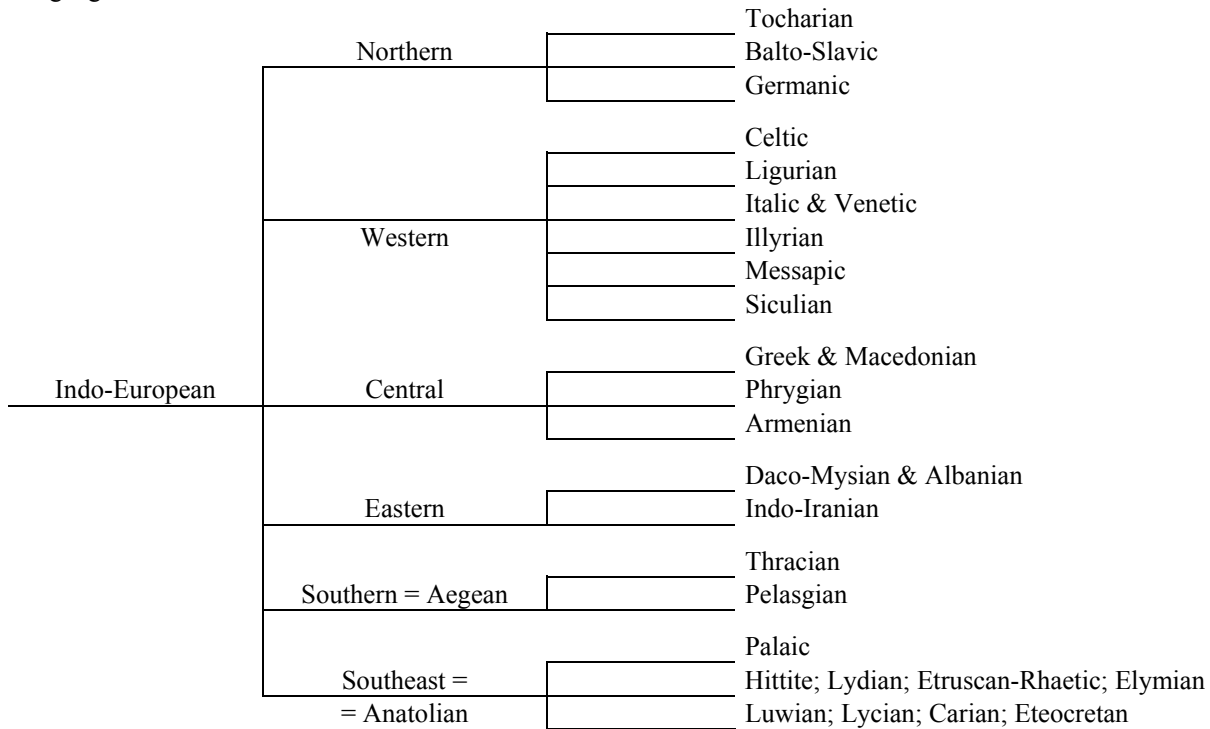 Tocharian
Northern
Balto-Slavic
Germanic
Celtic
Ligurian
Italic & Venetic
Western
Illyrian
Messapic
Siculian
Greek & Macedonian
Indo-European
Central
Phrygian
Armenian
Daco-Mysian & Albanian
Eastern
Indo-Iranian
Thracian
Southern = Aegean
Pelasgian
Palaic
Southeast =
Hittite; Lydian; Etruscan-Rhaetic; Elymian
= Anatolian
Luwian; Lycian; Carian; Eteocretan